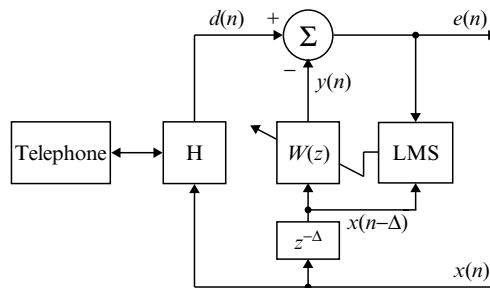 d(n)
+
Σ
e(n)
−
y(n)
Telephone
H
W(z)
LMS
x(n−Δ)
z⁻Δ
x(n)